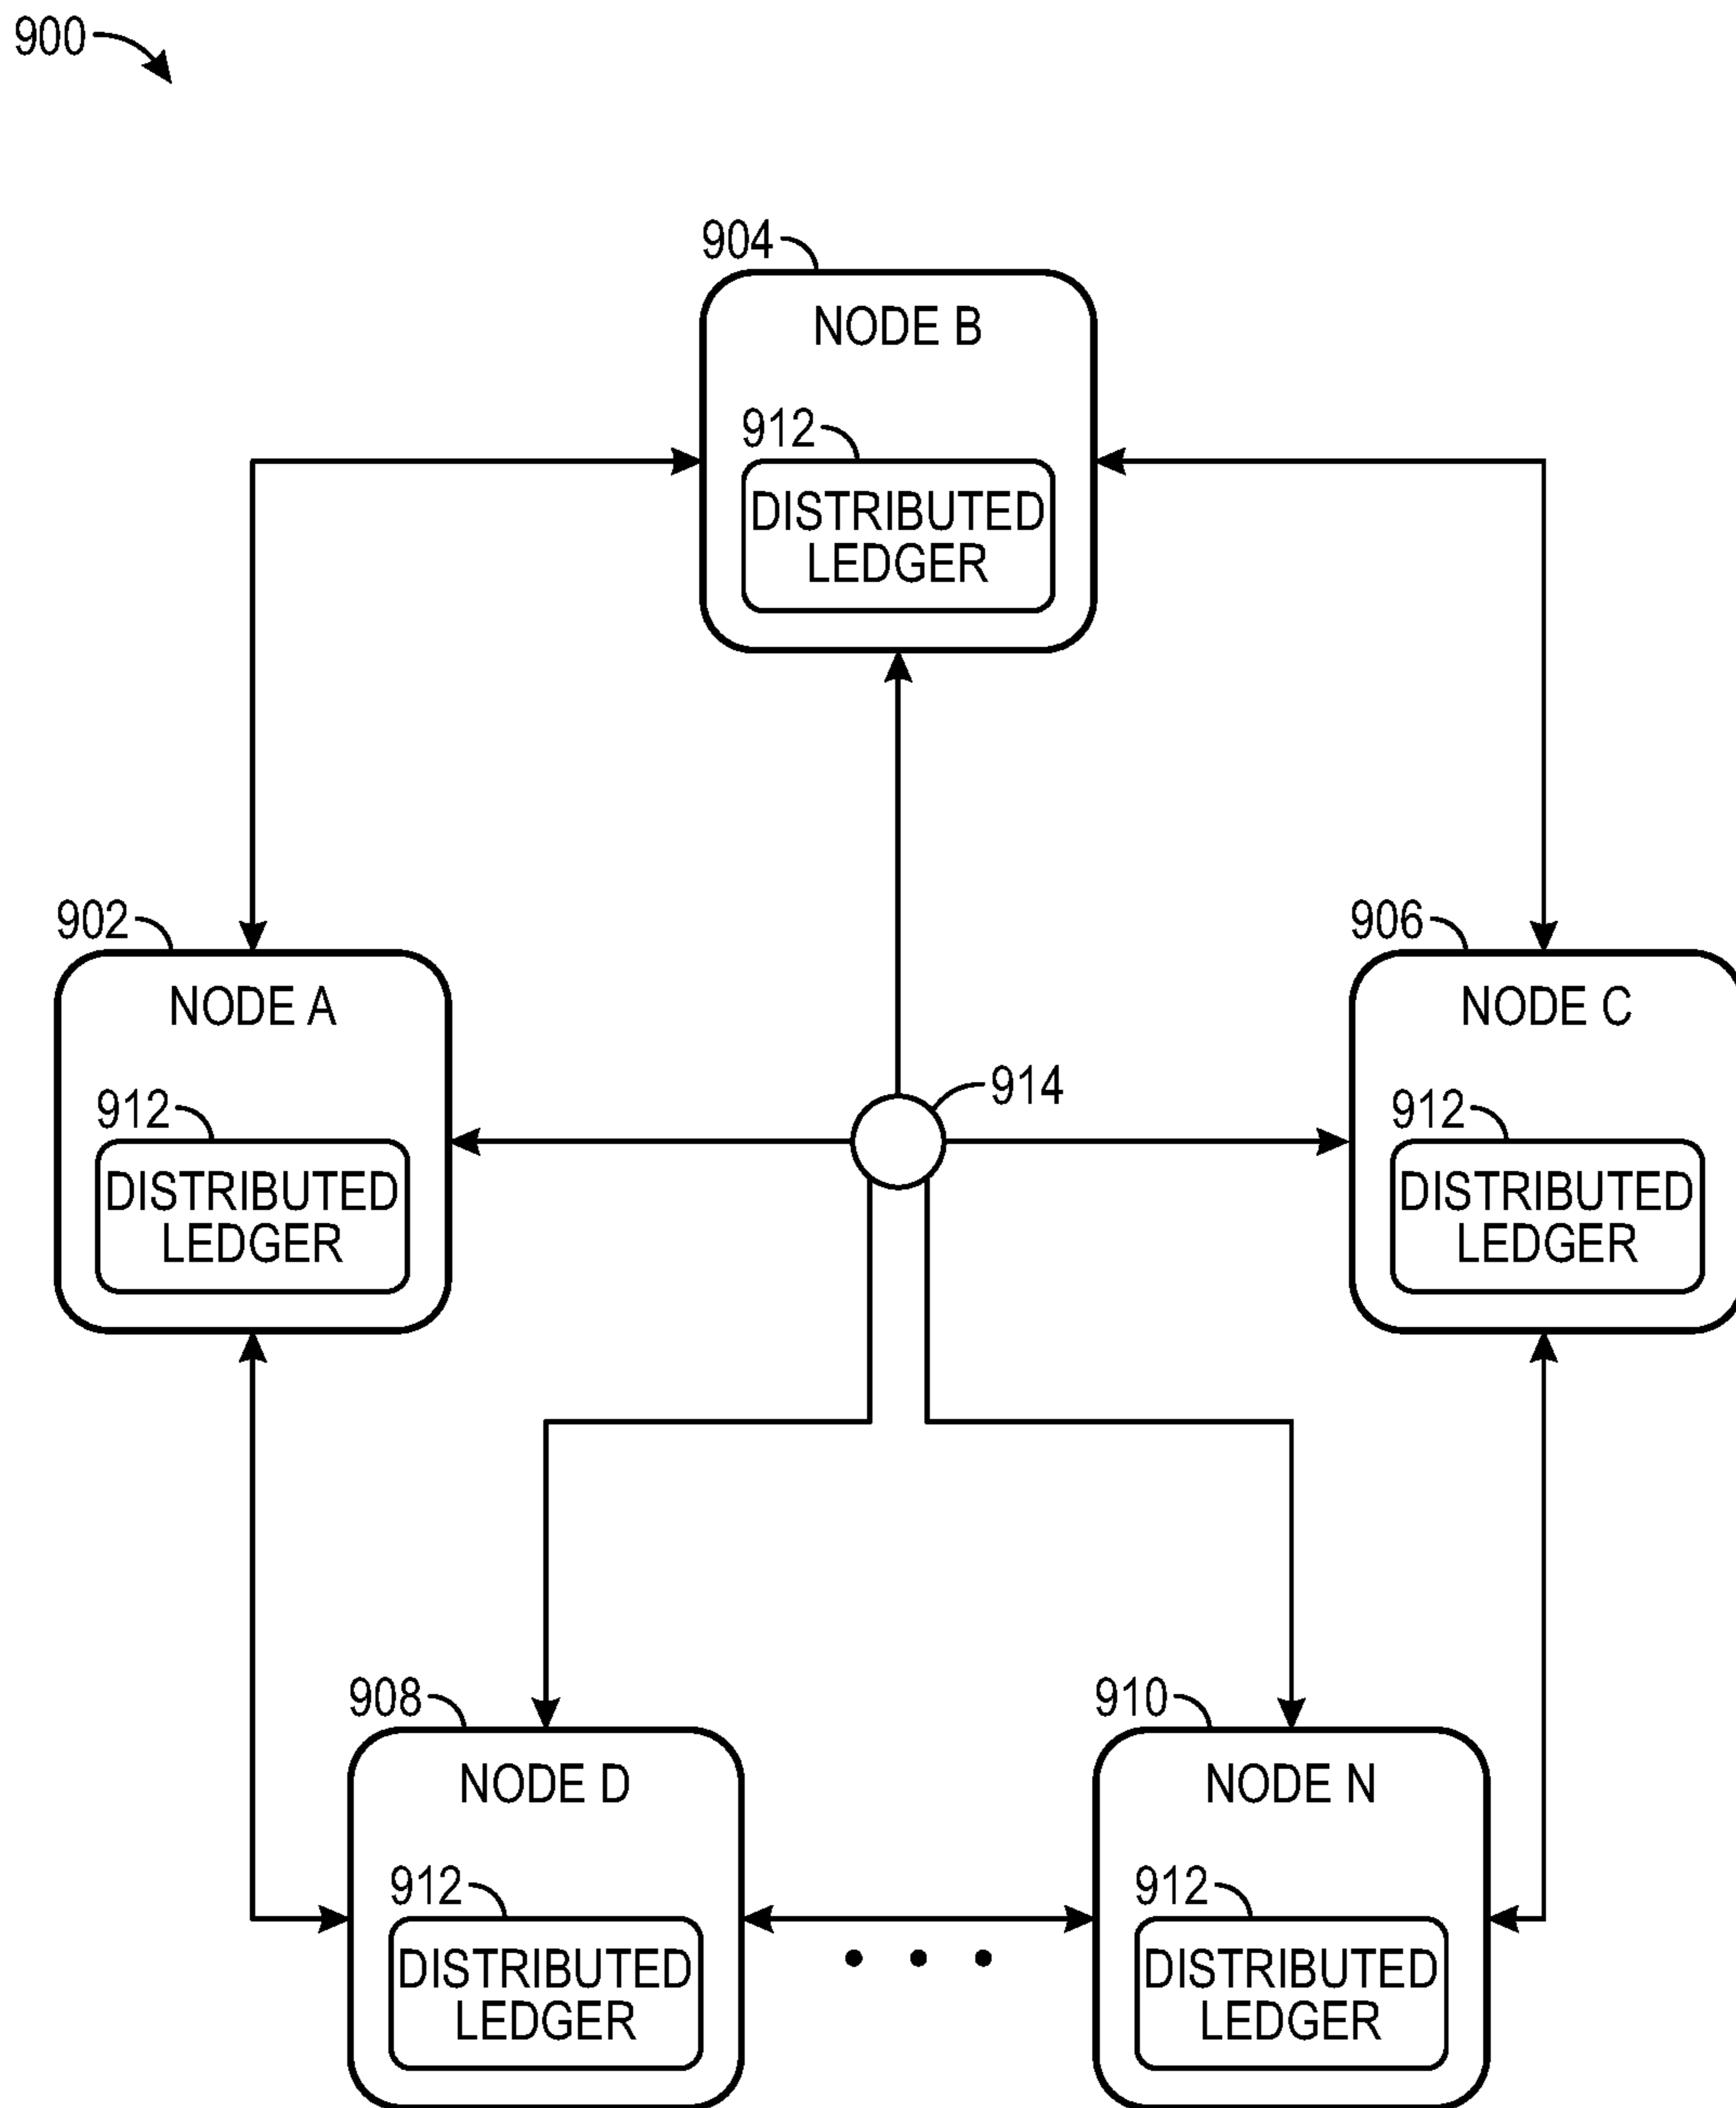 900
904
NODE B
912
DISTRIBUTED
LEDGER
902
NODE A
912
DISTRIBUTED
LEDGER
914
906
NODE C
912
DISTRIBUTED
LEDGER
908
NODE D
912
DISTRIBUTED
LEDGER
910
NODE N
912
DISTRIBUTED
LEDGER